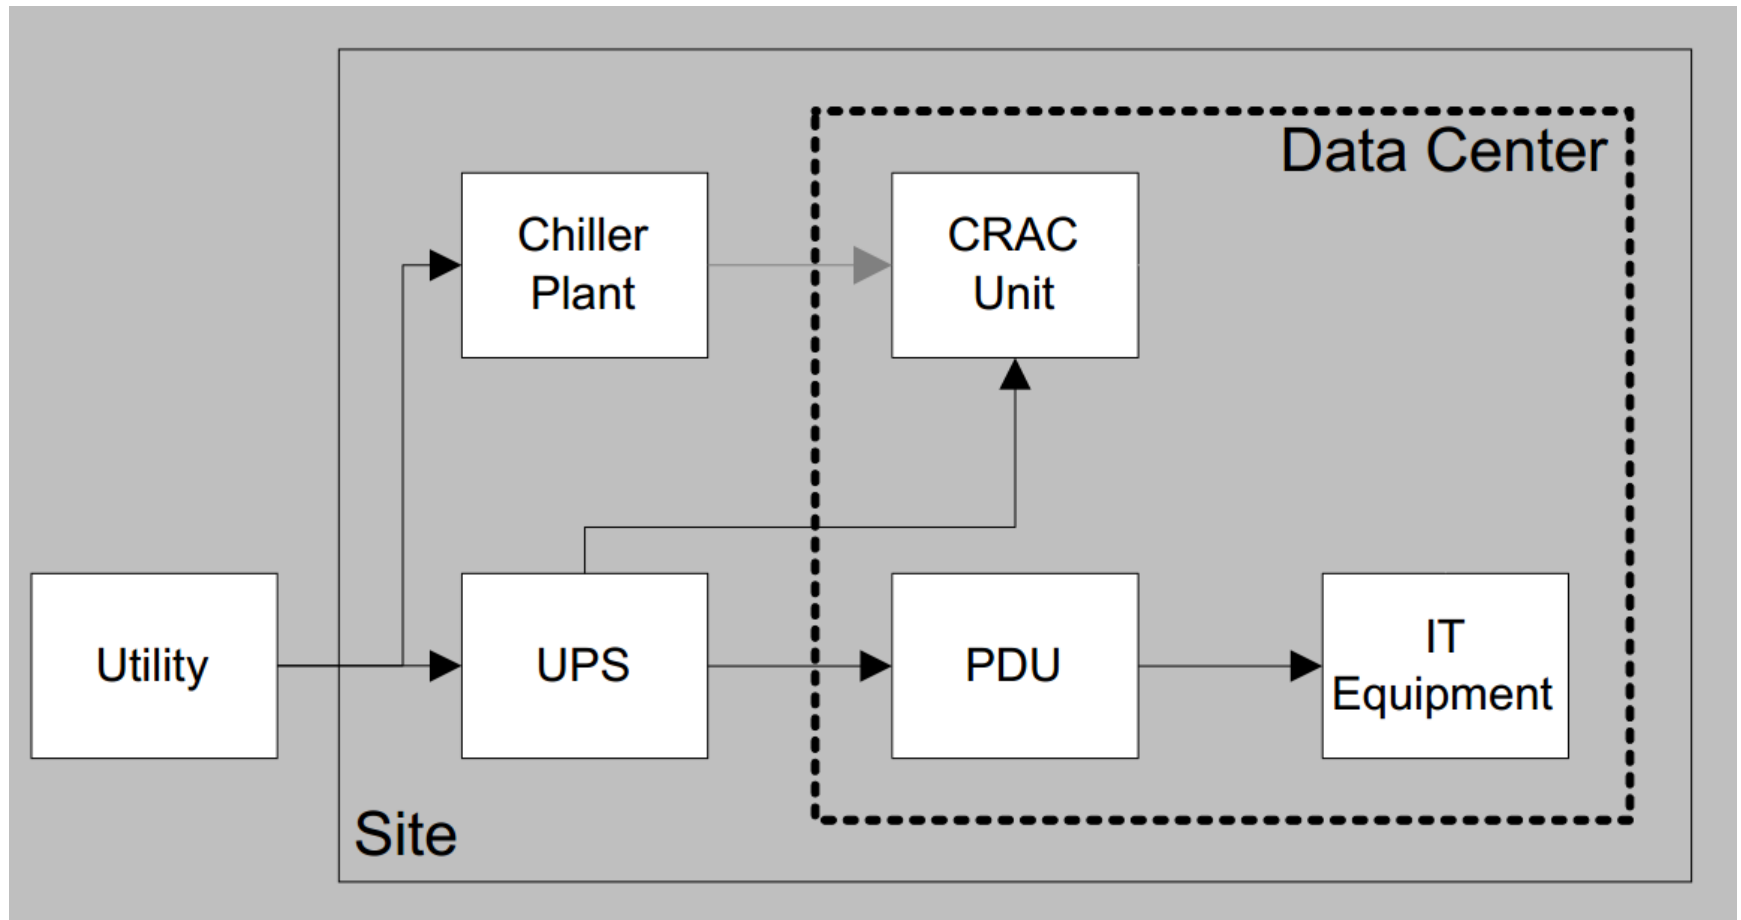 Data Center
Chiller
Plant
CRAC
Unit
Utility
UPS
PDU
IT
Equipment
Site